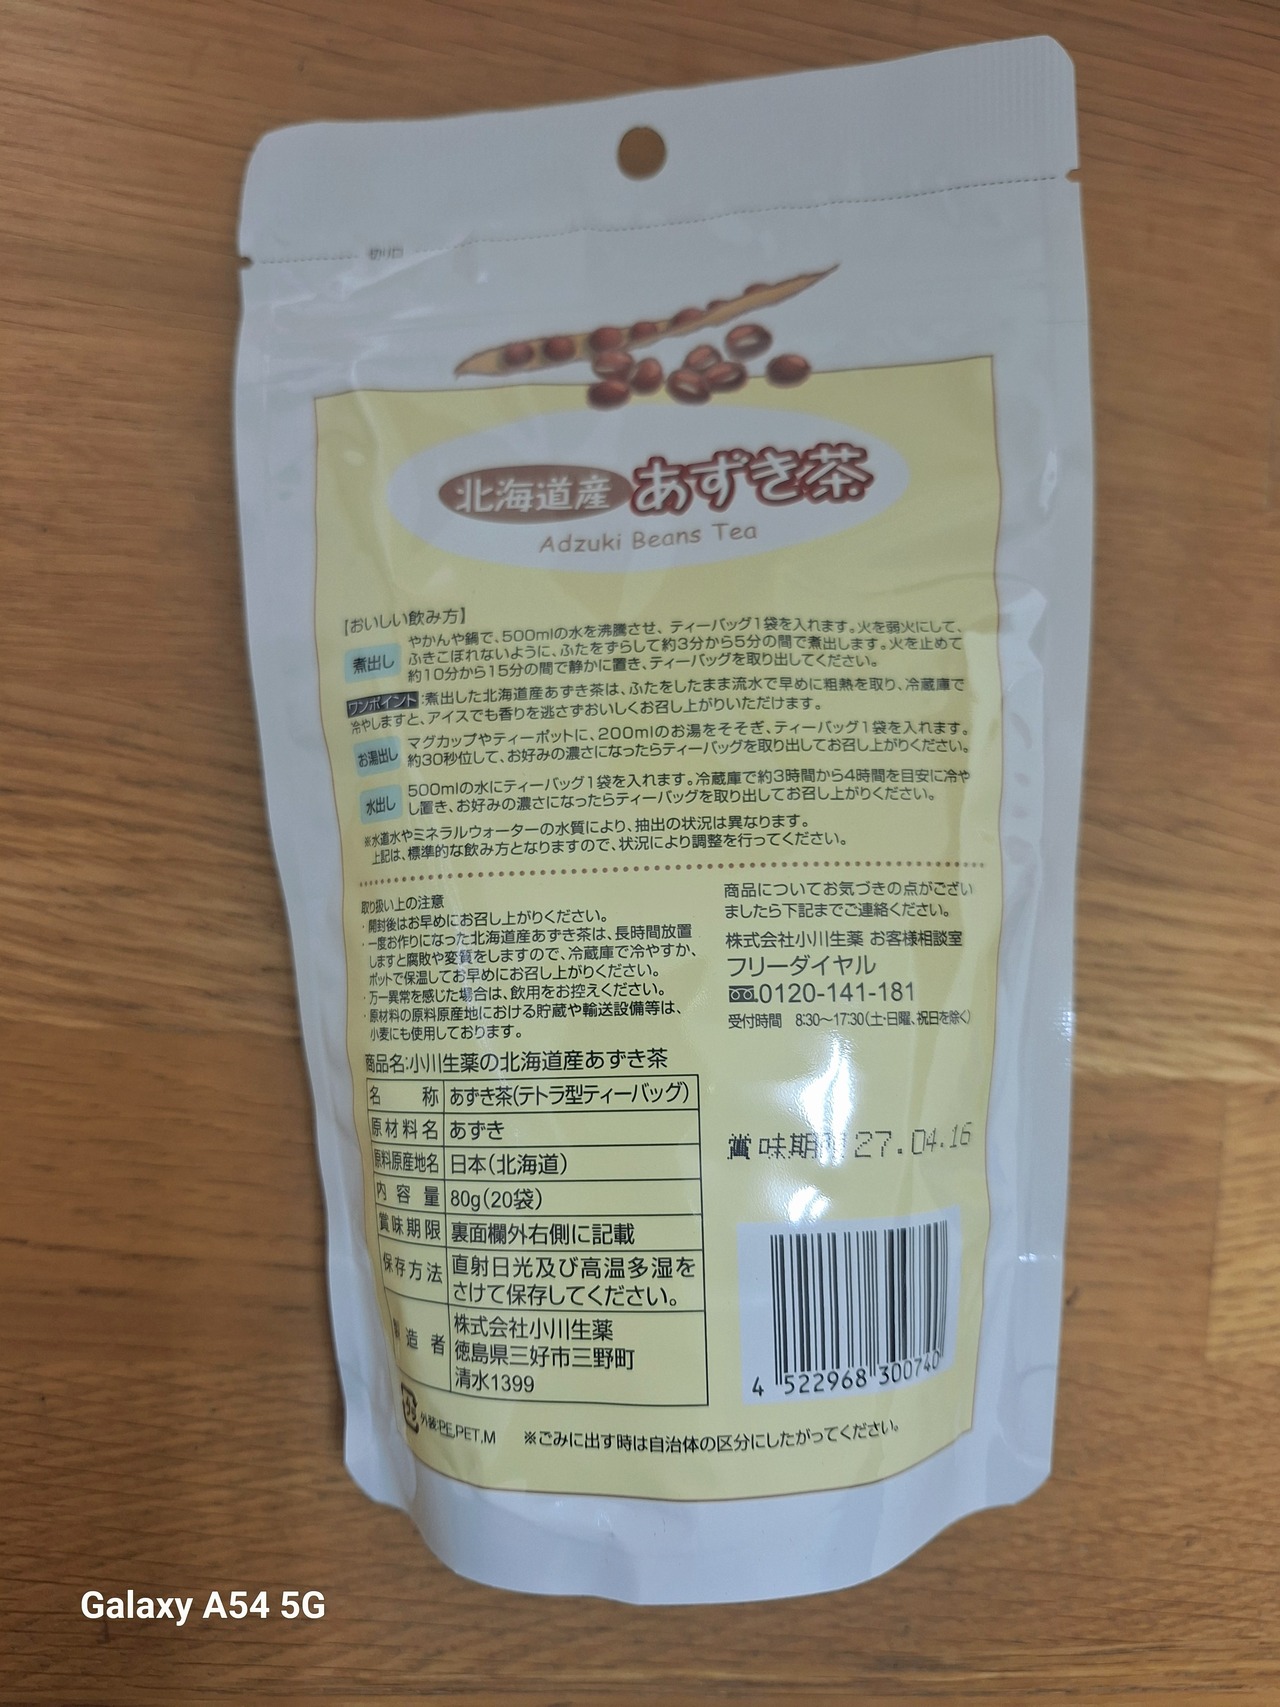 切り口
北海道産 あずき茶
Adzuki Beans Tea
【おいしい飲み方】
煮出し
やかんや鍋で、500mlの水を沸騰させ、ティーバッグ1袋を入れます。火を弱火にして、
ふきこぼれないように、ふたをずらして約3分から5分の間で煮出します。火を止めて
約10分から15分の間で静かに置き、ティーバッグを取り出してください。
ワンポイント:煮出した北海道産あずき茶は、ふたをしたまま流水で早めに粗熱を取り、冷蔵庫で
冷やしますと、アイスでも香りを逃さずおいしくお召し上がりいただけます。
お湯出し
マグカップやティーポットに、200mlのお湯をそそぎ、ティーバッグ1袋を入れます。
約30秒位して、お好みの濃さになったらティーバッグを取り出してお召し上がりください。
水出し
500mlの水にティーバッグ1袋を入れます。冷蔵庫で約3時間から4時間を目安に冷や
し置き、お好みの濃さになったらティーバッグを取り出してお召し上がりください。
※水道水やミネラルウォーターの水質により、抽出の状況は異なります。
上記は、標準的な飲み方となりますので、状況により調整を行ってください。
取り扱い上の注意
・開封後はお早めにお召し上がりください。
・一度お作りになった北海道産あずき茶は、長時間放置
しますと腐敗や変質をしますので、冷蔵庫で冷やすか、
ポットで保温してお早めにお召し上がりください。
・万一異常を感じた場合は、飲用をお控えください。
・原材料の原料原産地における貯蔵や輸送設備等は、
小麦にも使用しております。
商品についてお気づきの点がござい
ましたら下記までご連絡ください。
株式会社小川生薬 お客様相談室
フリーダイヤル
0120-141-181
受付時間 8:30〜17:30(土・日曜、祝日を除く)
商品名:小川生薬の北海道産あずき茶
名称 あずき茶(テトラ型ティーバッグ)
原材料名 あずき
原料原産地名 日本(北海道)
内容量 80g(20袋)
賞味期限 裏面欄外右側に記載
保存方法 直射日光及び高温多湿を
さけて保存してください。
製造者 株式会社小川生薬
徳島県三好市三野町
清水1399
賞味期限 27.04.16
4 522968 300740
外装:PE,PET,M
※ごみに出す時は自治体の区分にしたがってください。
Galaxy A54 5G